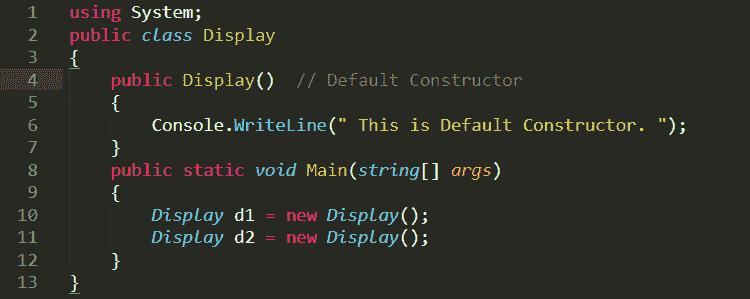 1 using System;
2 public class Display
3 {
4     public Display()  // Default Constructor
5     {
6         Console.WriteLine(" This is Default Constructor. ");
7     }
8     public static void Main(string[] args)
9     {
10         Display d1 = new Display();
11         Display d2 = new Display();
12     }
13 }